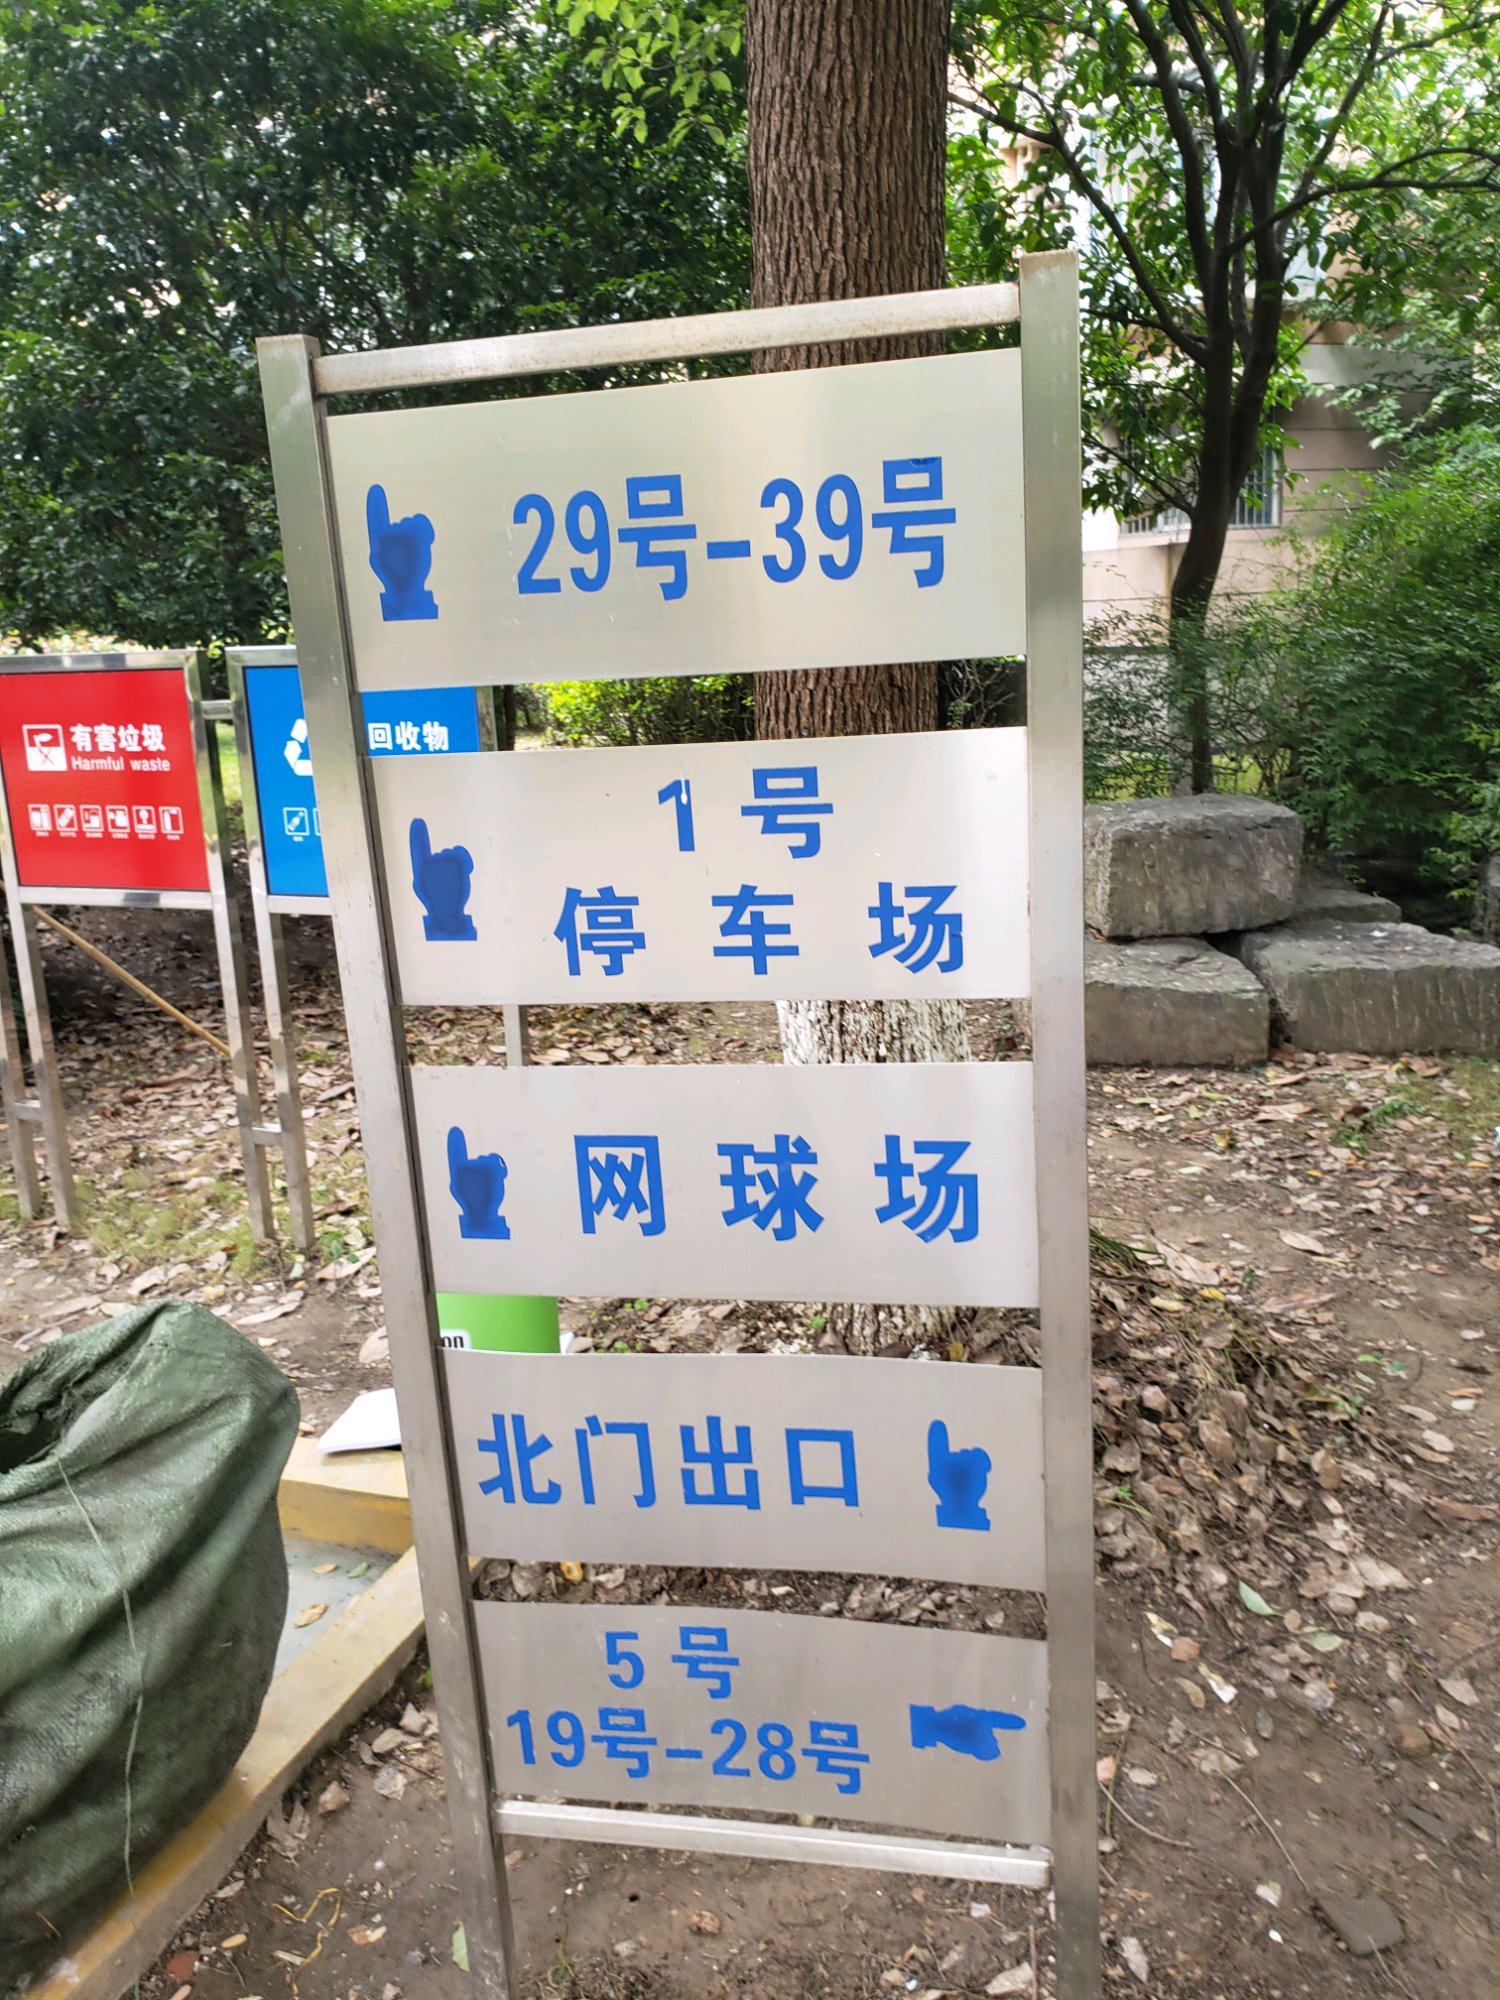 29号-39号
有害垃圾
Harmful waste
回收物
1号
停车场
网球场
北门出口
5号
19号-28号